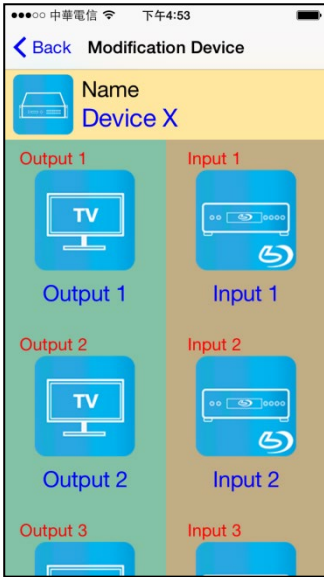 中華電信 下午4:53
Back Modification Device
Name
Device X
Output 1 Input 1
TV
Output 1 Input 1
Output 2 Input 2
TV
Output 2 Input 2
Output 3 Input 3